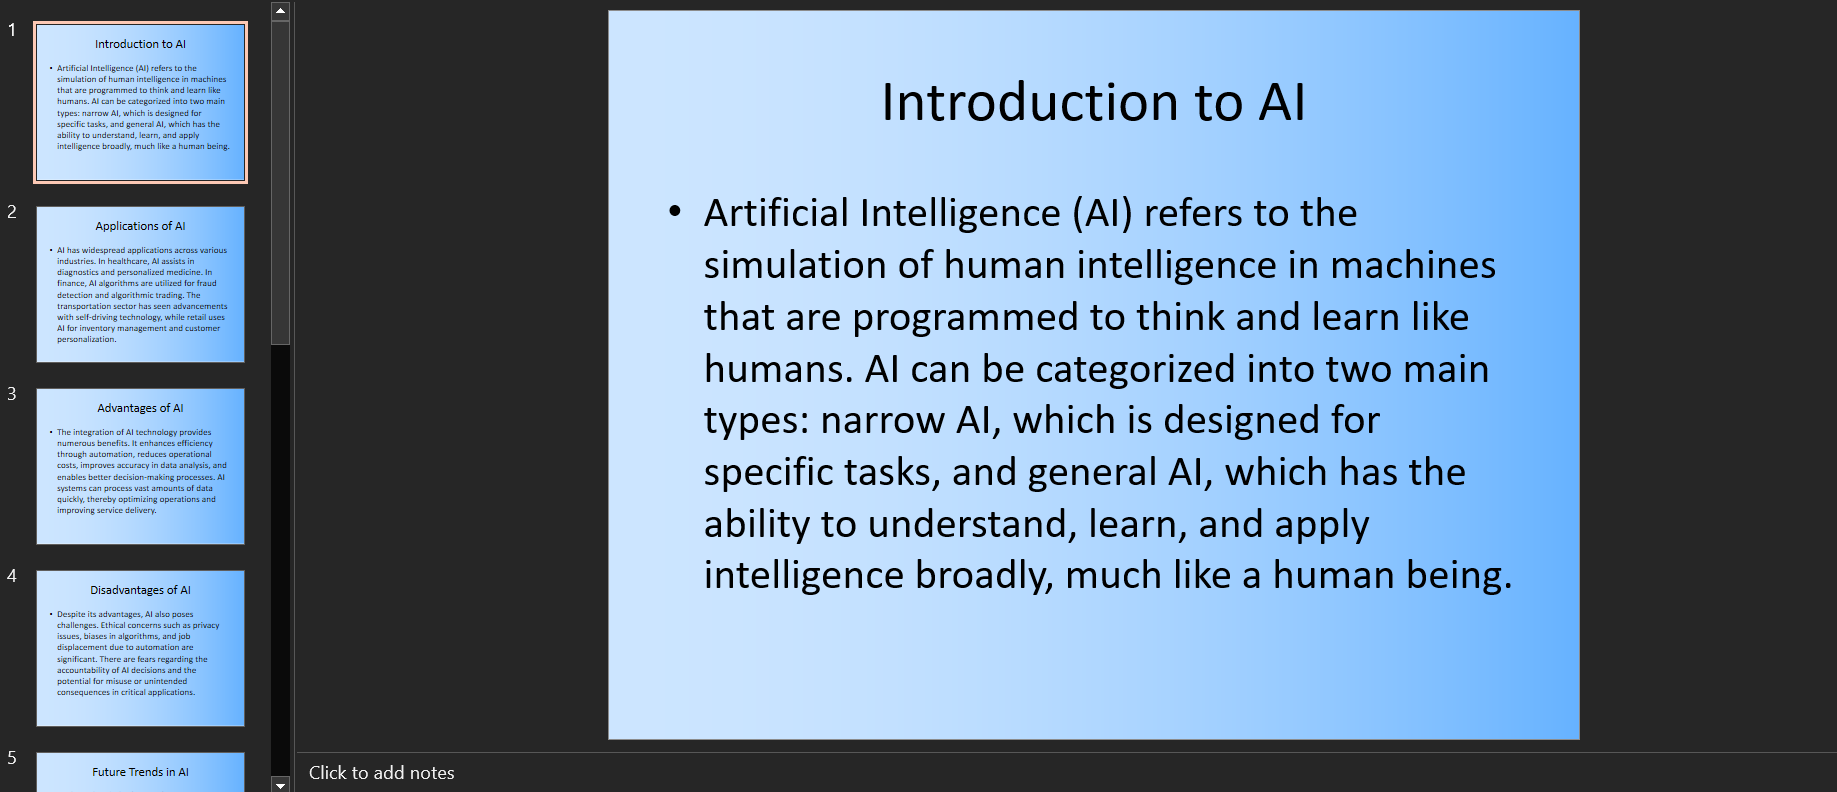 1
Introduction to AI
• Artificial Intelligence (AI) refers to the
simulation of human intelligence in machines
that are programmed to think and learn like
humans. AI can be categorized into two main
types: narrow AI, which is designed for
specific tasks, and general AI, which has the
ability to understand, learn, and apply
intelligence broadly, much like a human being.
2
Applications of AI
• AI has widespread applications across various
industries. In healthcare, AI assists in
diagnostics and personalized medicine. In
finance, AI algorithms are utilized for fraud
detection and algorithmic trading. The
transportation sector has seen advancements
with self-driving technology, while retail uses
AI for inventory management and customer
personalization.
3
Advantages of AI
• The integration of AI technology provides
numerous benefits. It enhances efficiency
through automation, reduces operational
costs, improves accuracy in data analysis, and
enables better decision-making processes. AI
systems can process vast amounts of data
quickly, thereby optimizing operations and
improving service delivery.
4
Disadvantages of AI
• Despite its advantages, AI also poses
challenges. Ethical concerns such as privacy
issues, biases in algorithms, and job
displacement due to automation are
significant. There are fears regarding the
accountability of AI decisions and the
potential for misuse or unintended
consequences in critical applications.
5
Future Trends in AI
Introduction to AI
• Artificial Intelligence (AI) refers to the
simulation of human intelligence in machines
that are programmed to think and learn like
humans. AI can be categorized into two main
types: narrow AI, which is designed for
specific tasks, and general AI, which has the
ability to understand, learn, and apply
intelligence broadly, much like a human being.
Click to add notes